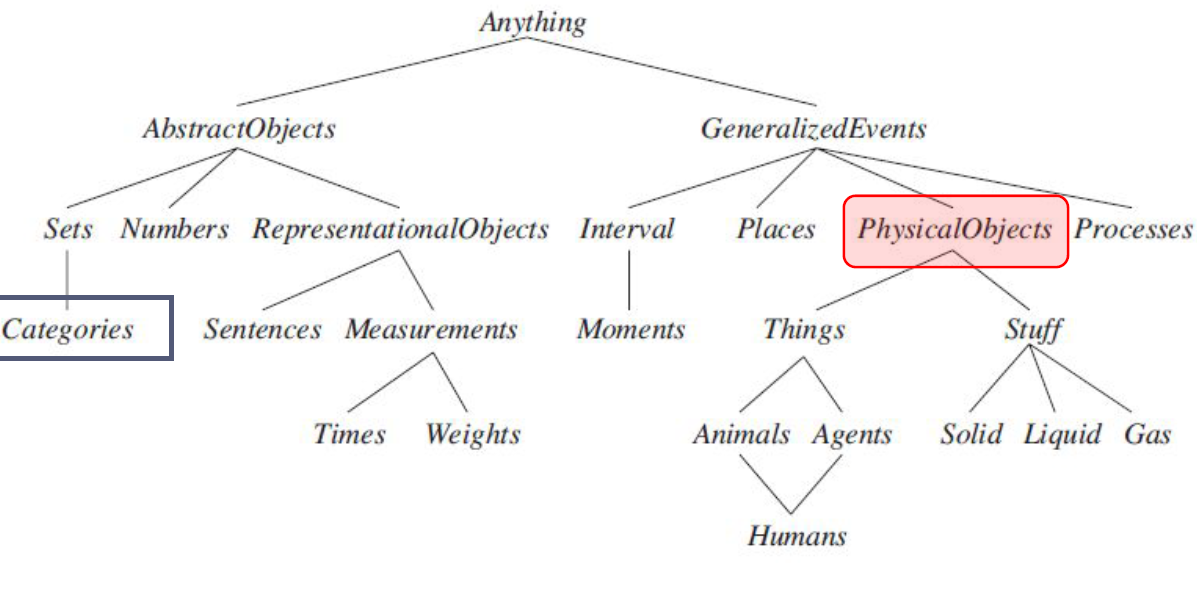 Anything
AbstractObjects GeneralizedEvents
Sets Numbers RepresentationalObjects Interval Places PhysicalObjects Processes
Categories Sentences Measurements Moments Things Stuff
Times Weights Animals Agents Solid Liquid Gas
Humans